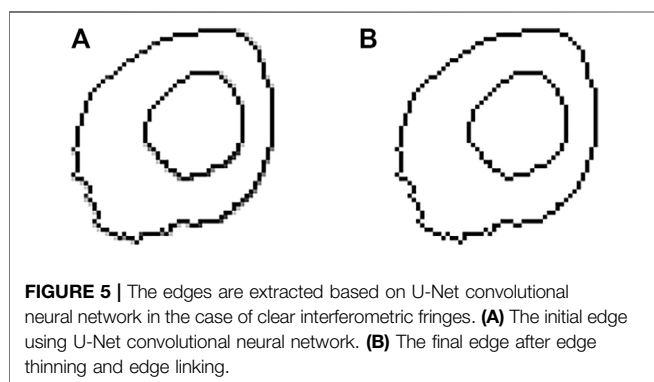 A B
FIGURE 5 | The edges are extracted based on U-Net convolutional
neural network in the case of clear interferometric fringes. (A) The initial edge
using U-Net convolutional neural network. (B) The final edge after edge
thinning and edge linking.